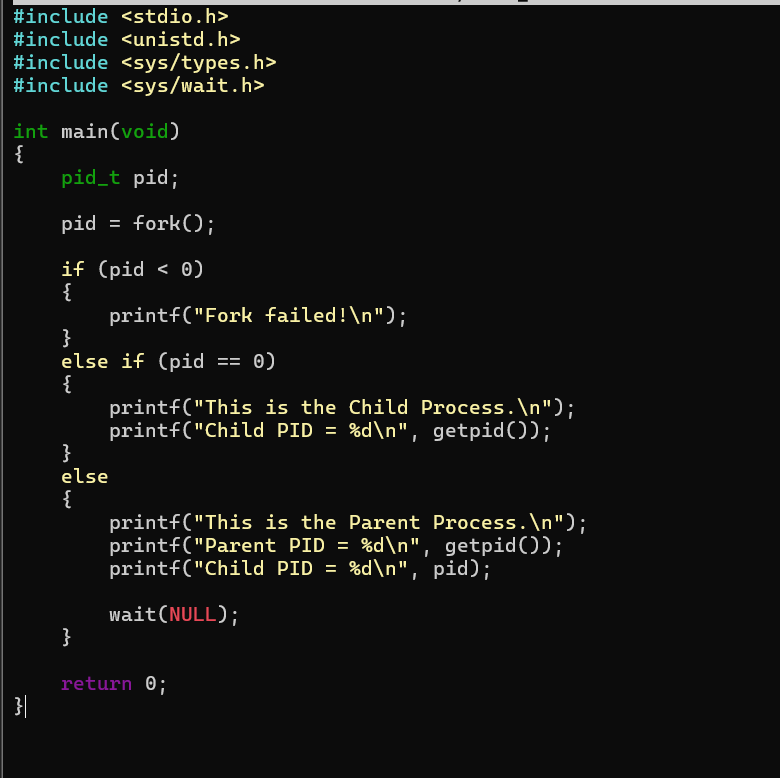 #include <stdio.h>
#include <unistd.h>
#include <sys/types.h>
#include <sys/wait.h>

int main(void)
{
    pid_t pid;

    pid = fork();

    if (pid < 0)
    {
        printf("Fork failed!\n");
    }
    else if (pid == 0)
    {
        printf("This is the Child Process.\n");
        printf("Child PID = %d\n", getpid());
    }
    else
    {
        printf("This is the Parent Process.\n");
        printf("Parent PID = %d\n", getpid());
        printf("Child PID = %d\n", pid);

        wait(NULL);
    }

    return 0;
}